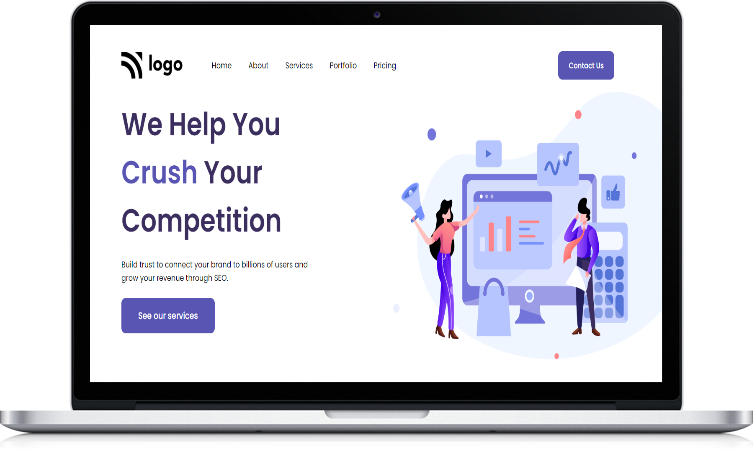 logo
Home About Services Portfolio Pricing
Contact Us
We Help You
Crush Your
Competition
Build trust to connect your brand to billions of users and
grow your revenue through SEO.
See our services